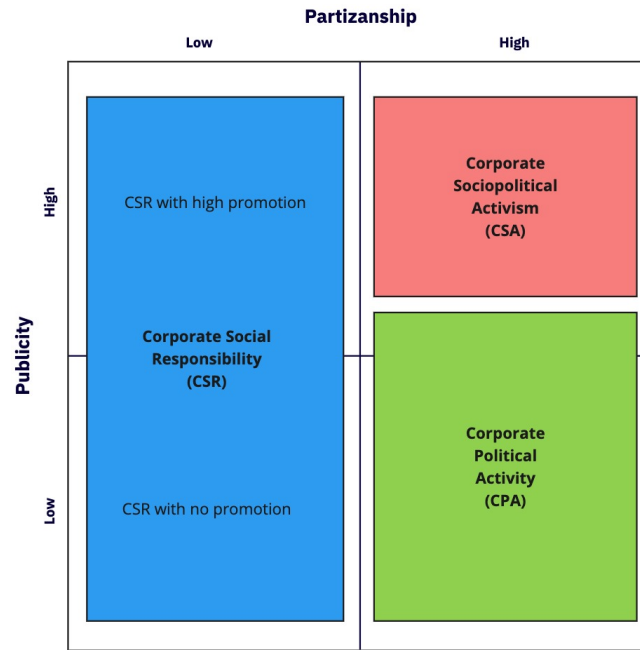 Partizanship
Low
High
High
Publicity
Low
CSR with high promotion
Corporate Social
Responsibility
(CSR)
CSR with no promotion
Corporate
Sociopolitical
Activism
(CSA)
Corporate
Political
Activity
(CPA)